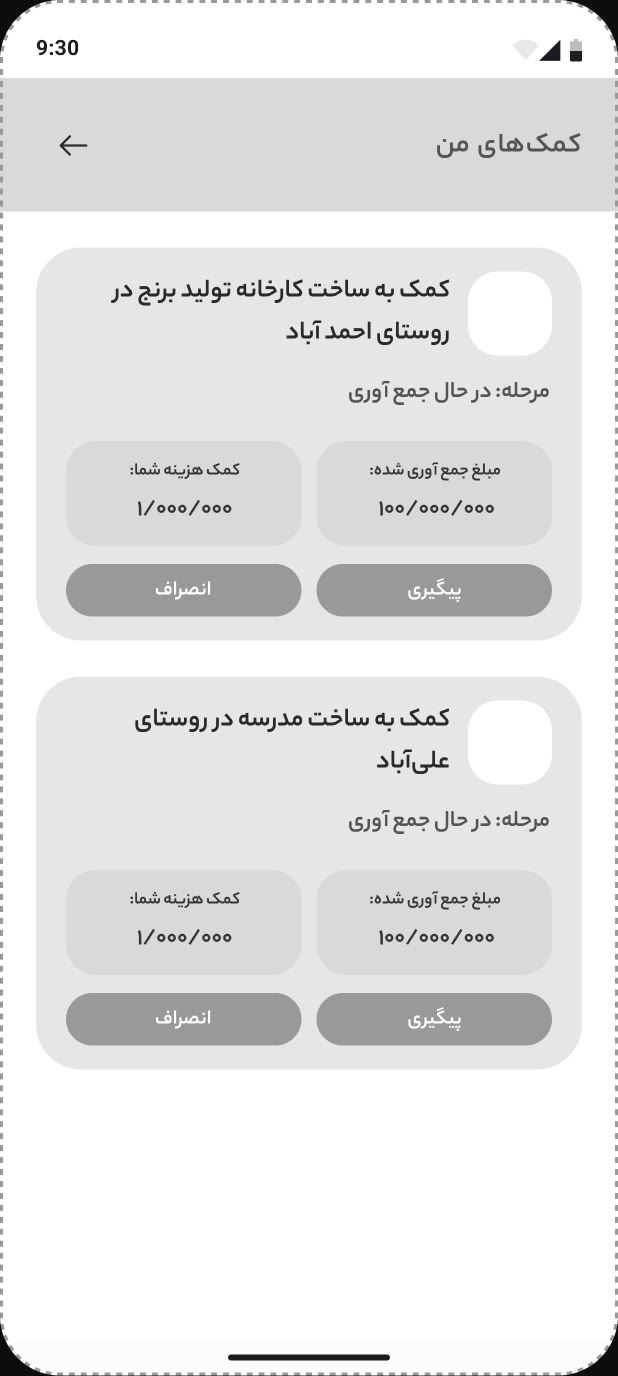 9:30
کمک‌های من
کمک به ساخت کارخانه تولید برنج در
روستای احمد آباد
مرحله: در حال جمع آوری
مبلغ جمع آوری شده:
۱۰۰/۰۰۰/۰۰۰
کمک هزینه شما:
۱/۰۰۰/۰۰۰
پیگیری
انصراف
کمک به ساخت مدرسه در روستای
علی‌آباد
مرحله: در حال جمع آوری
مبلغ جمع آوری شده:
۱۰۰/۰۰۰/۰۰۰
کمک هزینه شما:
۱/۰۰۰/۰۰۰
پیگیری
انصراف